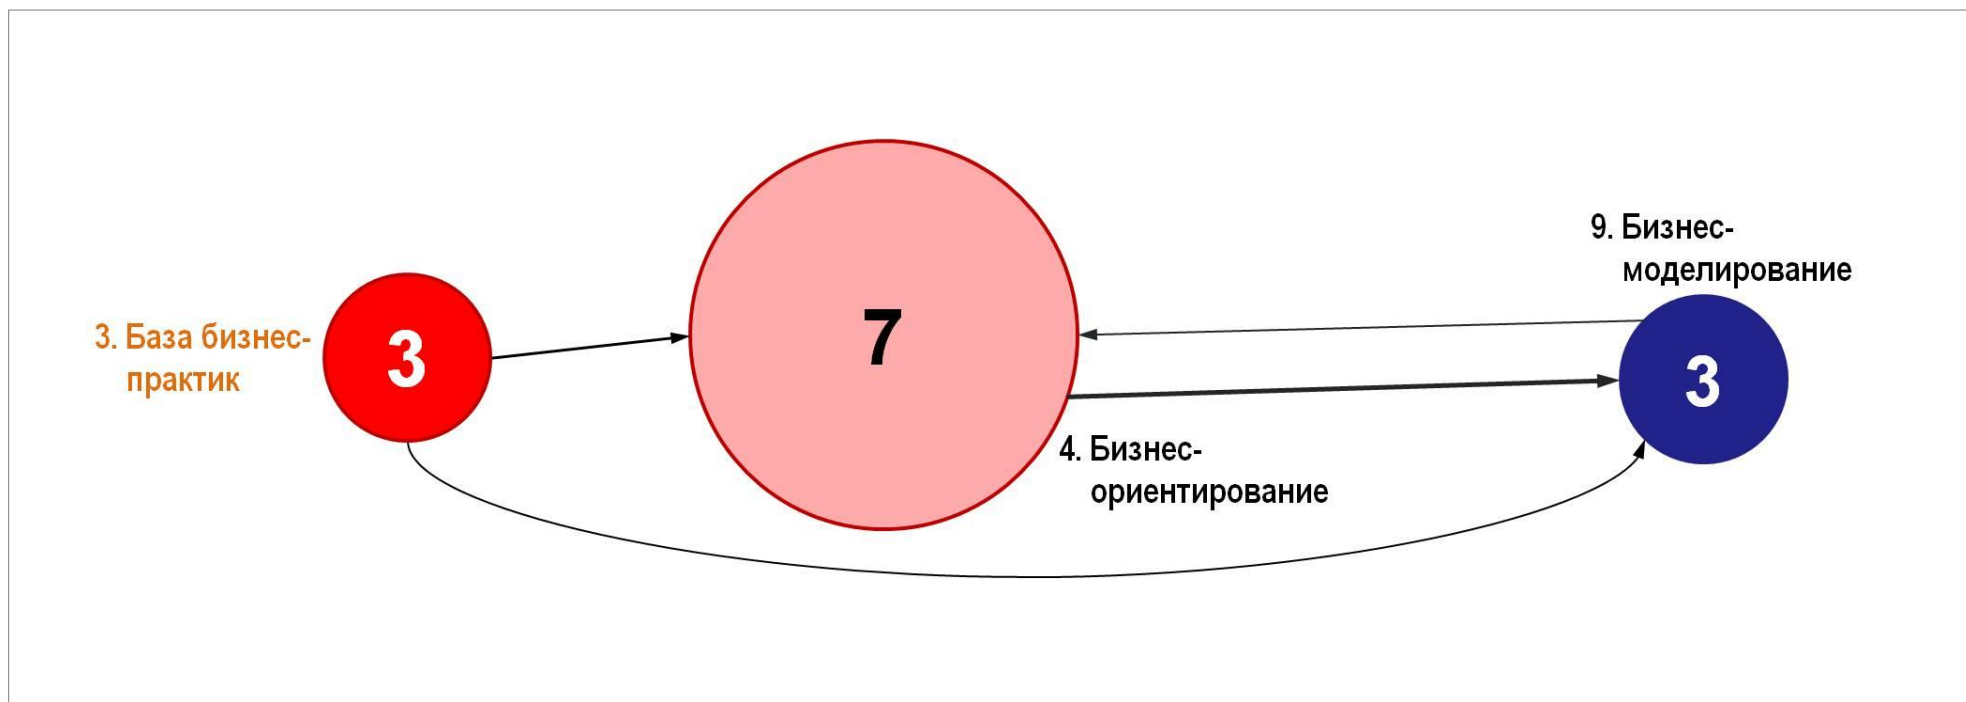 9. Бизнес-
моделирование
3. База бизнес-
практик
3
7
3
4. Бизнес-
ориентирование